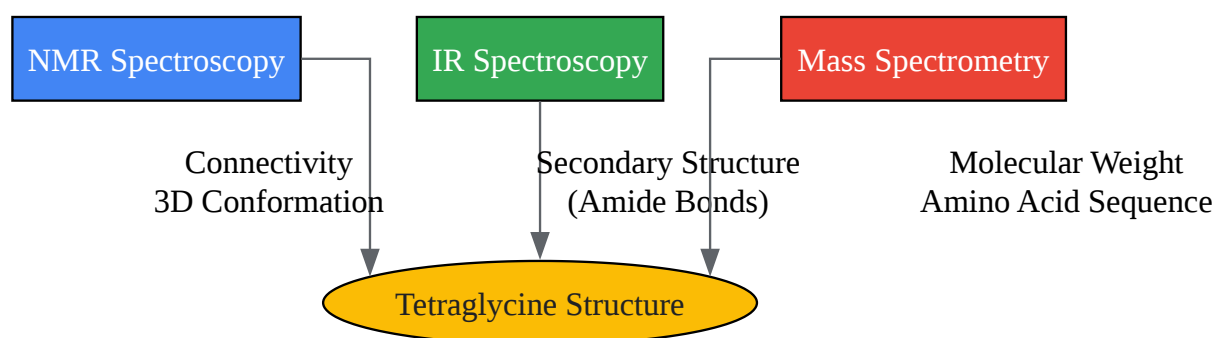 NMR Spectroscopy
IR Spectroscopy
Mass Spectrometry
Connectivity
3D Conformation
Secondary Structure
(Amide Bonds)
Molecular Weight
Amino Acid Sequence
Tetraglycine Structure